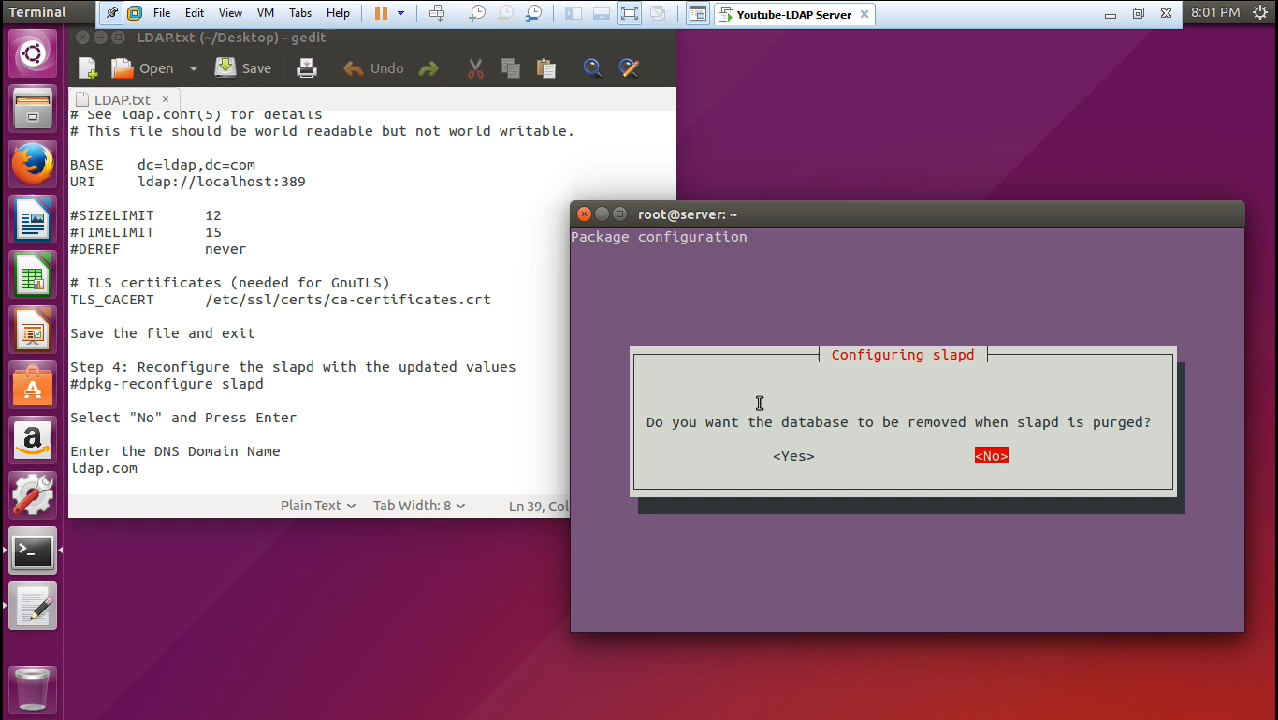 Terminal
File Edit View VM Tabs Help
Youtube-LDAP Server
8:01 PM
LDAP.txt (~/Desktop) - gedit
Open Save Undo
LDAP.txt
# See ldap.conf(5) for details
# This file should be world readable but not world writable.
BASE dc=ldap,dc=com
URI ldap://localhost:389
#SIZELIMIT 12
#TIMELIMIT 15
#DEREF never
# TLS certificates (needed for GnuTLS)
TLS_CACERT /etc/ssl/certs/ca-certificates.crt
Save the file and exit
Step 4: Reconfigure the slapd with the updated values
#dpkg-reconfigure slapd
Select "No" and Press Enter
Enter the DNS Domain Name
ldap.com
Plain Text Tab Width: 8 Ln 39, Col
root@server: ~
Package configuration
Configuring slapd
Do you want the database to be removed when slapd is purged?
<Yes> <No>